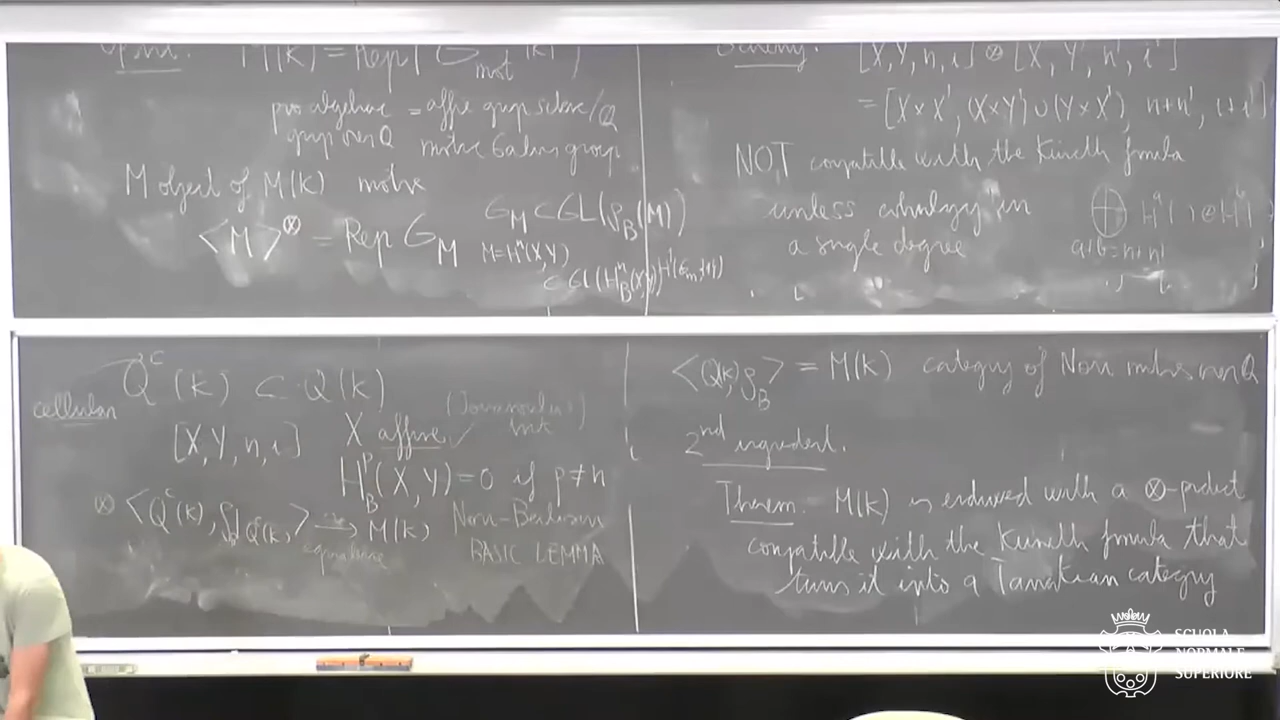 M(k) = Rep(G_mot(k))
pro algebraic = affine group scheme/Q
group over Q motivic Galois group
M object of M(k) motive
G_M ⊂ GL(ρ_B(M))
<M>^⊗ = Rep G_M M = H^n(X,Y)
⊂ GL(H^n_B(X,Y))
[X,Y,n,i] ⊗ [X',Y',n',i']
= [X×X', (X×Y')∪(Y×X'), n+n', i+i']
NOT compatible with the Künneth formula
unless cohomology in
a single degree
a+b=n+n'
Q^c(k) ⊂ Q(k)
cellular
[X,Y,n,i] X affine
H^p_B(X,Y)=0 if p≠n
⊗ <Q^c(k), ρ_B|Q^c(k)> → M(k) Nori-Beilinson
equivalence BASIC LEMMA
<Q(k), ρ_B> = M(k) category of Nori motives over Q
2nd ingredient.
Theorem. M(k) is endowed with a ⊗-product
compatible with the Künneth formula that
turns it into a Tannakian category
SCUOLA
NORMALE
SUPERIORE